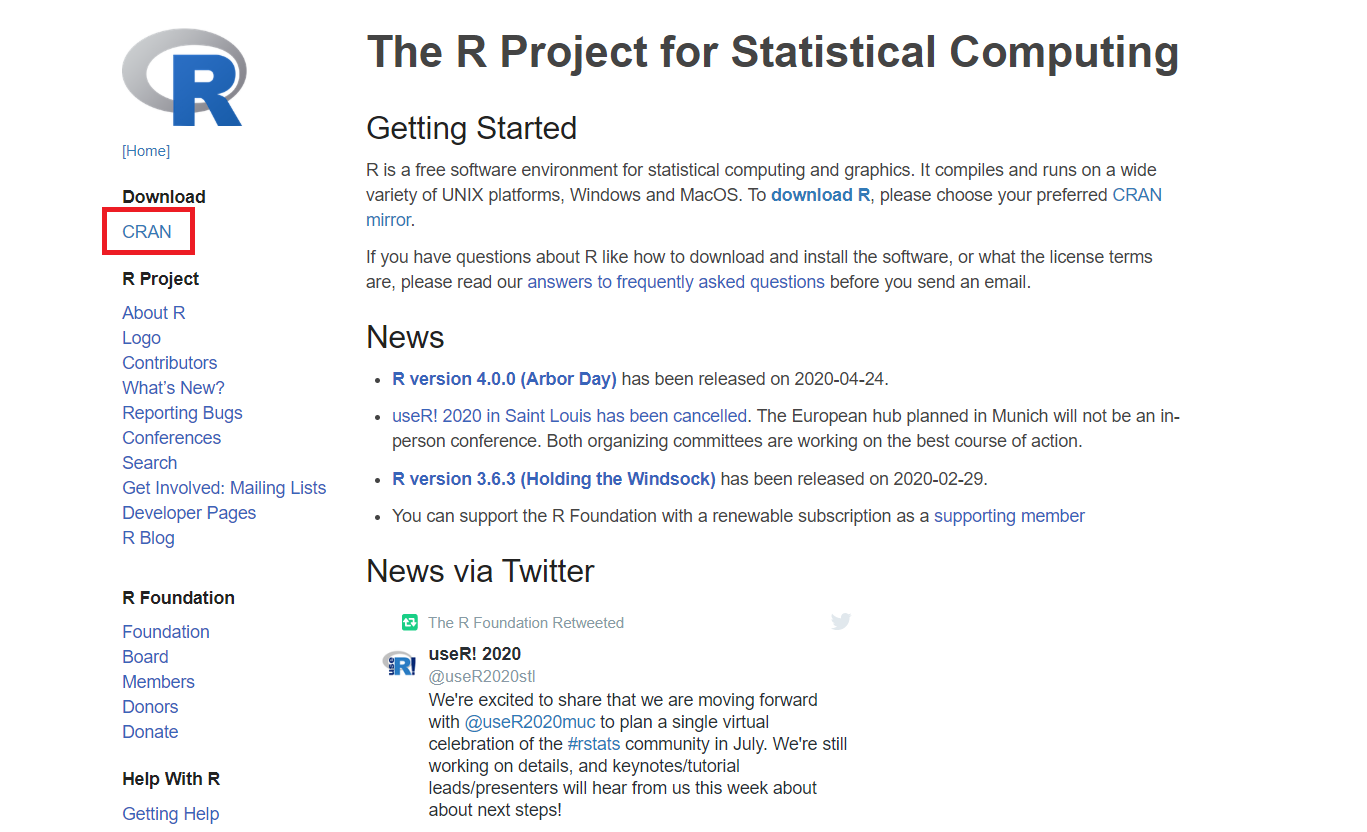 R
[Home]
Download
CRAN
R Project
About R
Logo
Contributors
What's New?
Reporting Bugs
Conferences
Search
Get Involved: Mailing Lists
Developer Pages
R Blog
R Foundation
Foundation
Board
Members
Donors
Donate
Help With R
Getting Help
The R Project for Statistical Computing
Getting Started
R is a free software environment for statistical computing and graphics. It compiles and runs on a wide
variety of UNIX platforms, Windows and MacOS. To download R, please choose your preferred CRAN
mirror.
If you have questions about R like how to download and install the software, or what the license terms
are, please read our answers to frequently asked questions before you send an email.
News
• R version 4.0.0 (Arbor Day) has been released on 2020-04-24.
• useR! 2020 in Saint Louis has been cancelled. The European hub planned in Munich will not be an in-
person conference. Both organizing committees are working on the best course of action.
• R version 3.6.3 (Holding the Windsock) has been released on 2020-02-29.
• You can support the R Foundation with a renewable subscription as a supporting member
News via Twitter
The R Foundation Retweeted
use R!
useR! 2020
@useR2020stl
We're excited to share that we are moving forward
with @useR2020muc to plan a single virtual
celebration of the #rstats community in July. We're still
working on details, and keynotes/tutorial
leads/presenters will hear from us this week about
about next steps!